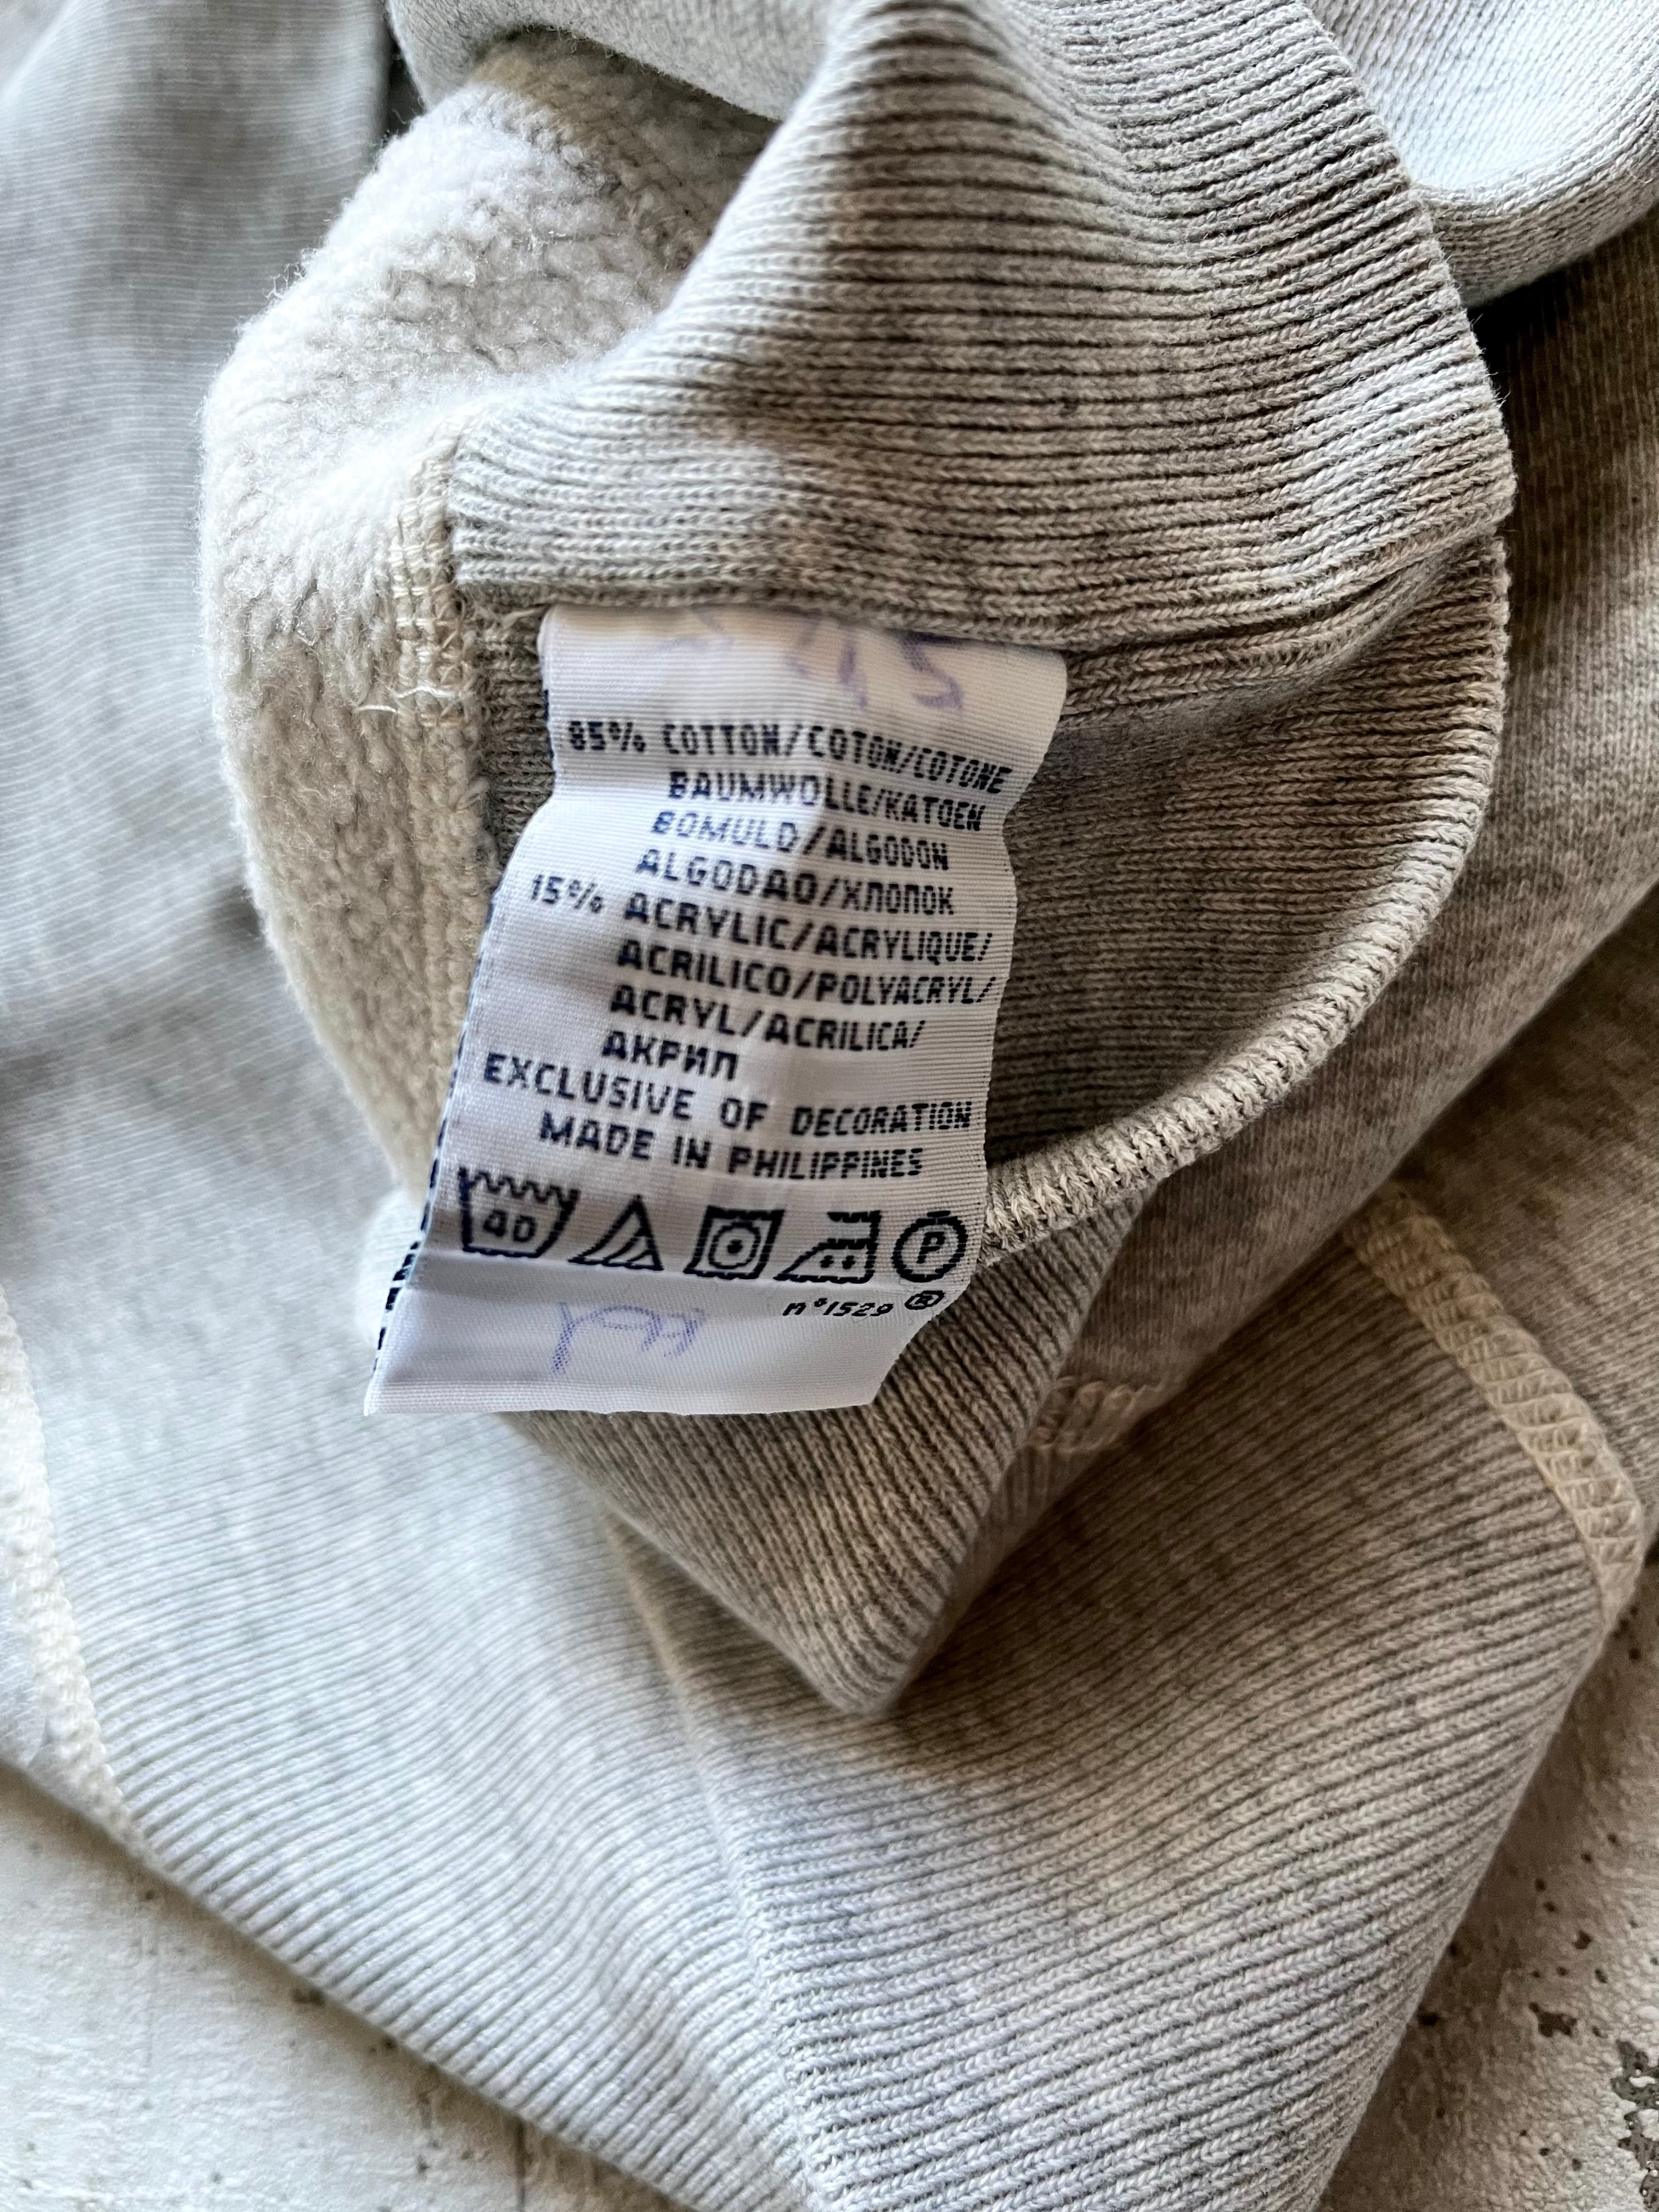 85% COTTON/COTON/COTONE
BAUMWOLLE/KATOEN
BOMULD/ALGODON
ALGODAO/ХЛОПОК
15% ACRYLIC/ACRYLIQUE/
ACRILICO/POLYACRYL/
ACRYL/ACRILICA/
АКРИЛ
EXCLUSIVE OF DECORATION
MADE IN PHILIPPINES
40 P
n°1529 ®